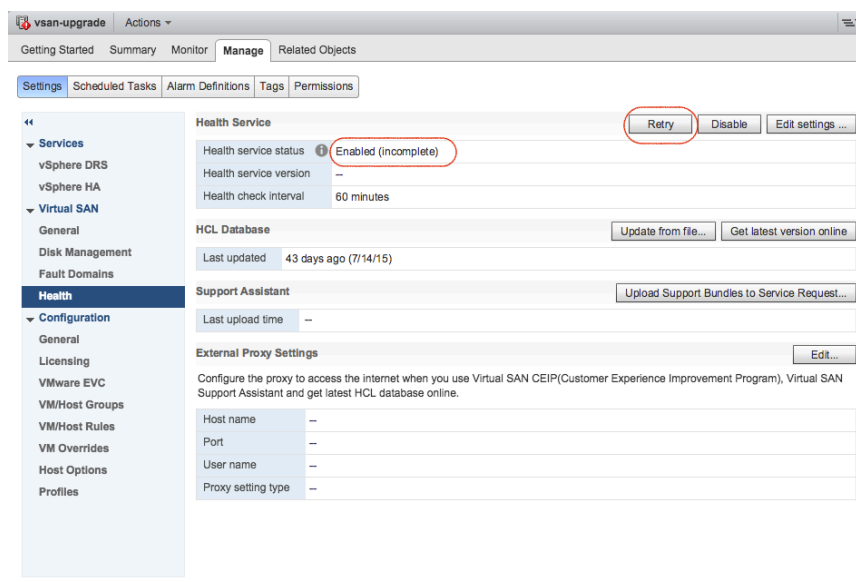 vsan-upgrade Actions
Getting Started Summary Monitor Manage Related Objects
Settings Scheduled Tasks Alarm Definitions Tags Permissions
Services
vSphere DRS
vSphere HA
Virtual SAN
General
Disk Management
Fault Domains
Health
Configuration
General
Licensing
VMware EVC
VM/Host Groups
VM/Host Rules
VM Overrides
Host Options
Profiles
Health Service Retry Disable Edit settings ...
Health service status Enabled (incomplete)
Health service version --
Health check interval 60 minutes
HCL Database Update from file... Get latest version online
Last updated 43 days ago (7/14/15)
Support Assistant Upload Support Bundles to Service Request...
Last upload time --
External Proxy Settings Edit...
Configure the proxy to access the internet when you use Virtual SAN CEIP(Customer Experience Improvement Program), Virtual SAN
Support Assistant and get latest HCL database online.
Host name --
Port --
User name --
Proxy setting type --